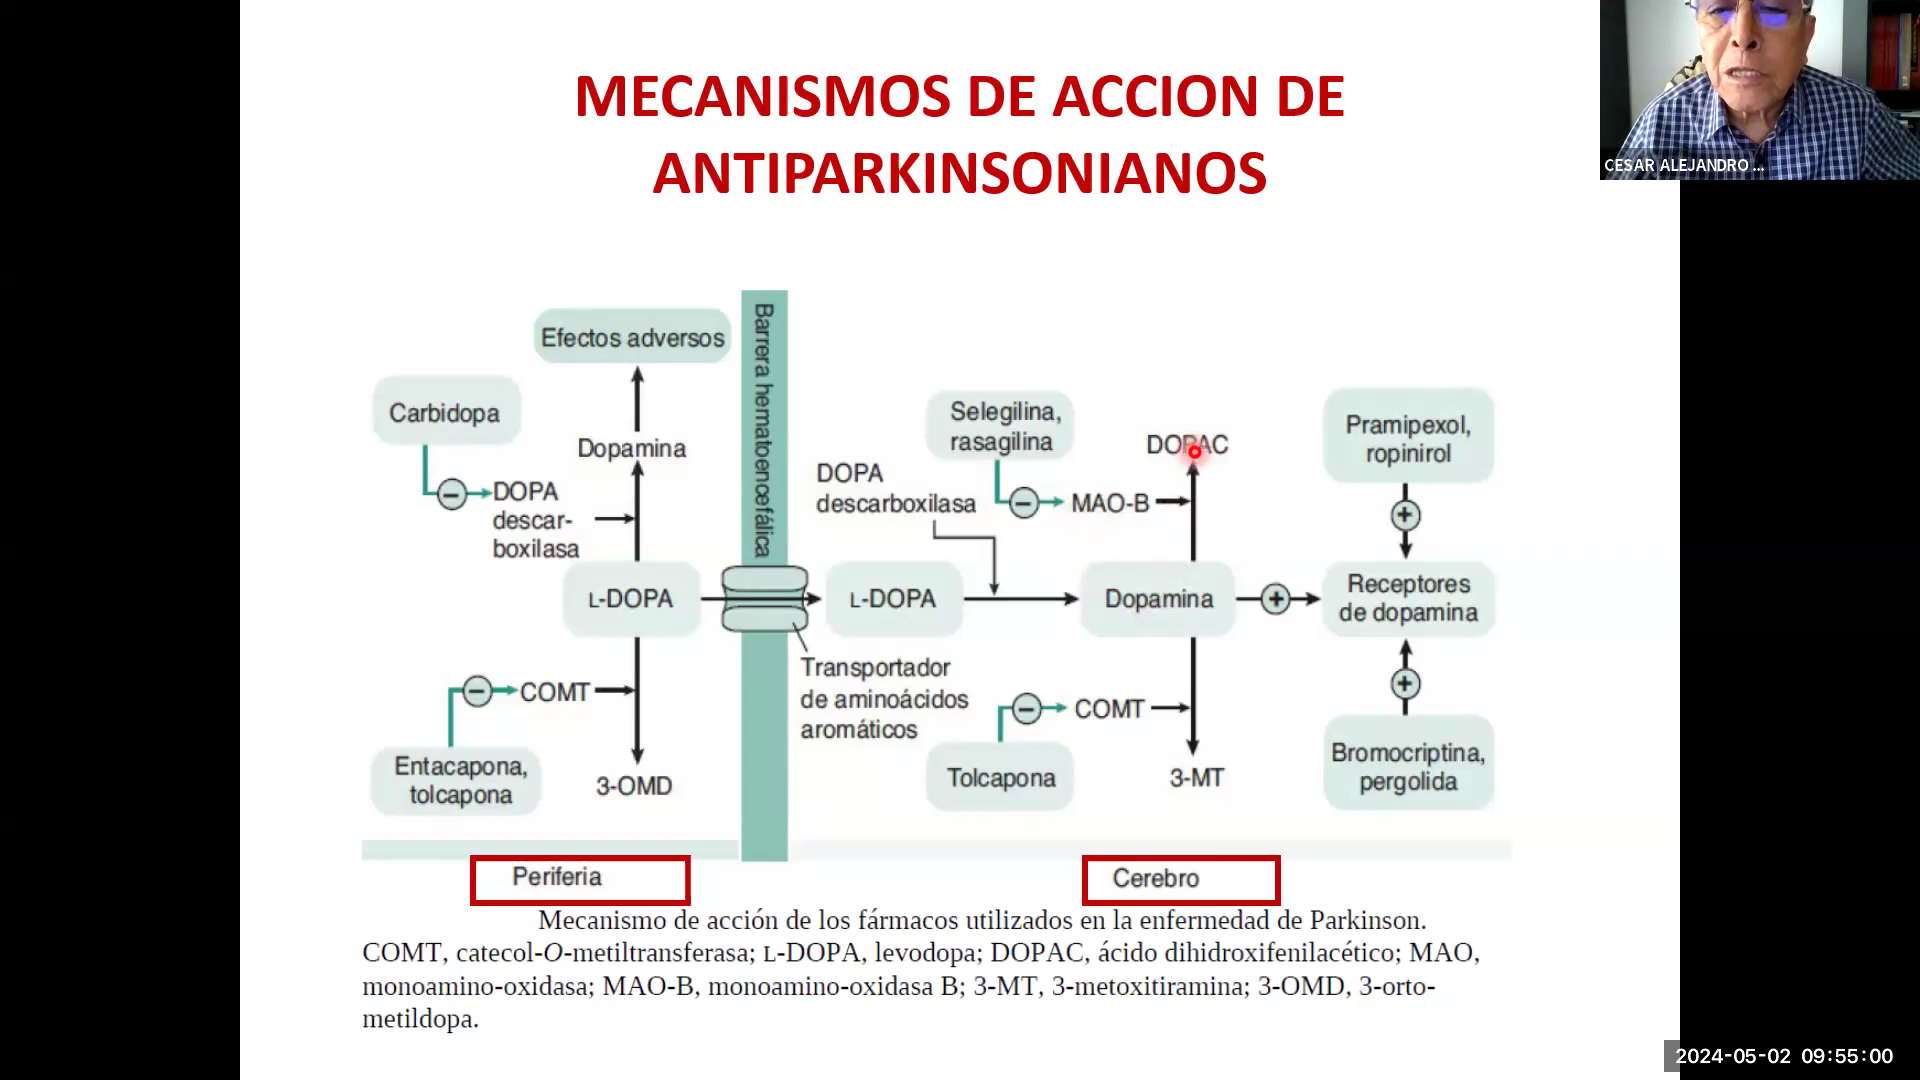 MECANISMOS DE ACCION DE
ANTIPARKINSONIANOS
CESAR ALEJANDRO ...
Efectos adversos
Barrera hematoencefálica
Carbidopa
Dopamina
DOPA
descar-
boxilasa
L-DOPA
COMT
Entacapona,
tolcapona
3-OMD
Selegilina,
rasagilina
DOPAC
DOPA
descarboxilasa
MAO-B
L-DOPA
Dopamina
Transportador
de aminoácidos
aromáticos
COMT
Tolcapona
3-MT
Pramipexol,
ropinirol
Receptores
de dopamina
Bromocriptina,
pergolida
Periferia
Cerebro
Mecanismo de acción de los fármacos utilizados en la enfermedad de Parkinson.
COMT, catecol-O-metiltransferasa; L-DOPA, levodopa; DOPAC, ácido dihidroxifenilacético; MAO,
monoamino-oxidasa; MAO-B, monoamino-oxidasa B; 3-MT, 3-metoxitiramina; 3-OMD, 3-orto-
metildopa.
2024-05-02 09:55:00